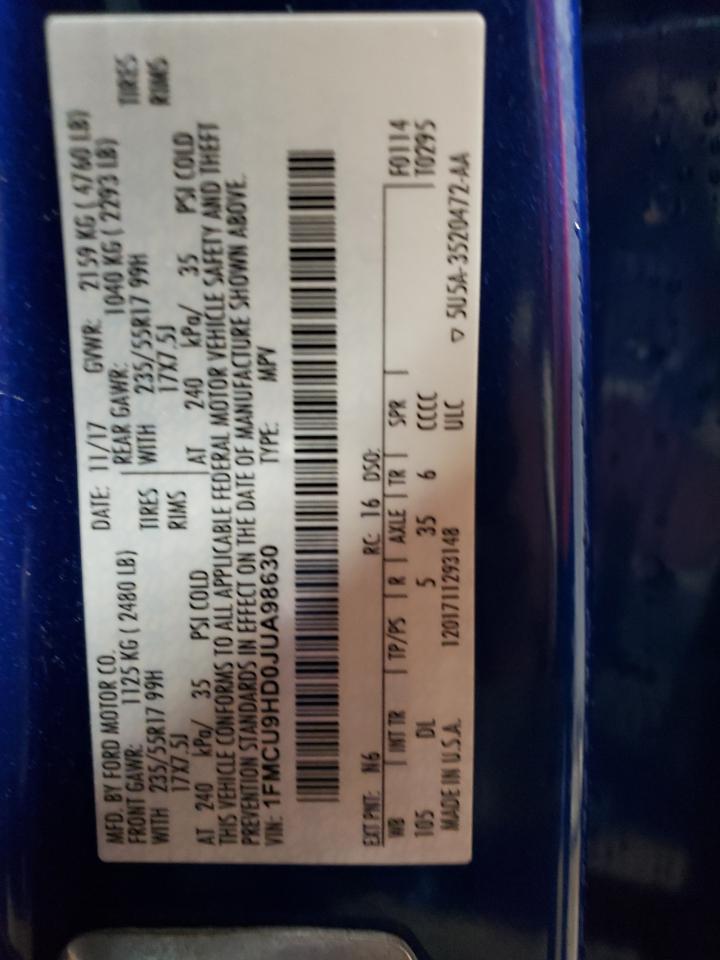 MFD. BY FORD MOTOR CO.
DATE: 11/17 GVWR: 2159 KG ( 4760 LB)
FRONT GAWR: 1125 KG ( 2480 LB) REAR GAWR: 1040 KG ( 2293 LB)
WITH 235/55R17 99H TIRES WITH 235/55R17 99H TIRES
17X7.5J RIMS 17X7.5J RIMS
AT 240 kPa/ 35 PSI COLD AT 240 kPa/ 35 PSI COLD
THIS VEHICLE CONFORMS TO ALL APPLICABLE FEDERAL MOTOR VEHICLE SAFETY AND THEFT
PREVENTION STANDARDS IN EFFECT ON THE DATE OF MANUFACTURE SHOWN ABOVE.
VIN: 1FMCU9HD0JUA98630 TYPE: MPV
EXT PNT: N6 RC: 16 DSO:
WB INT TR TP/PS R AXLE TR SPR F0114
105 DL 5 35 6 CCCC T0295
MADE IN U.S.A. 1201711293148 ULC ▽ 5U5A-3520472-AA